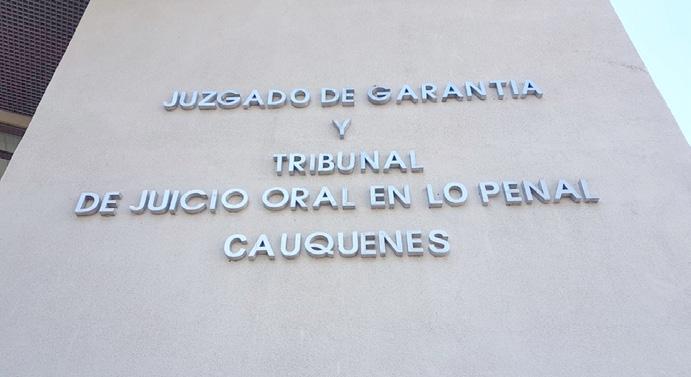 JUZGADO DE GARANTIA
Y
TRIBUNAL
DE JUICIO ORAL EN LO PENAL
CAUQUENES